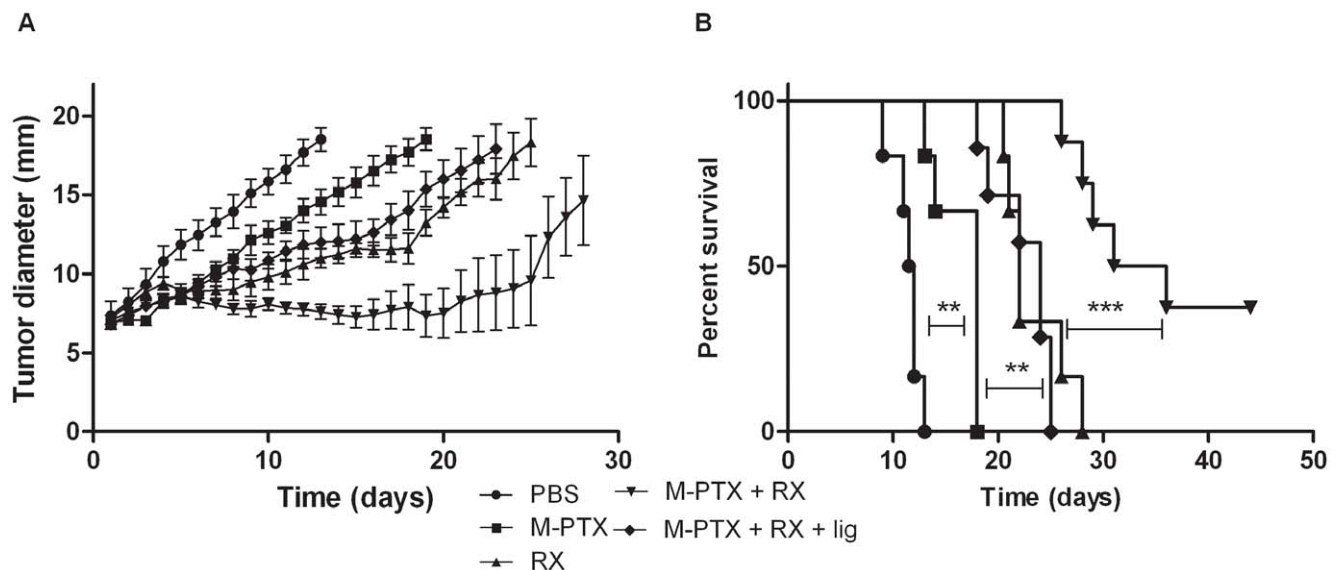 A
B
Tumor diameter (mm)
20
15
10
5
0
0
10
20
30
Time (days)
Percent survival
100
50
0
**
**
***
0
10
20
30
40
50
Time (days)
PBS
M-PTX
RX
M-PTX + RX
M-PTX + RX + lig